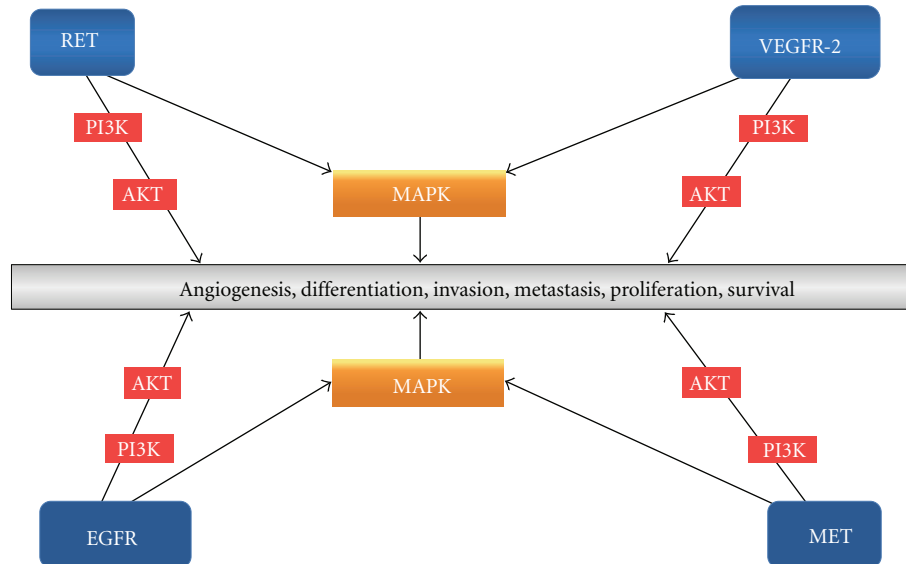 RET
VEGFR-2
PI3K
PI3K
AKT
MAPK
AKT
Angiogenesis, differentiation, invasion, metastasis, proliferation, survival
AKT
MAPK
AKT
PI3K
PI3K
EGFR
MET